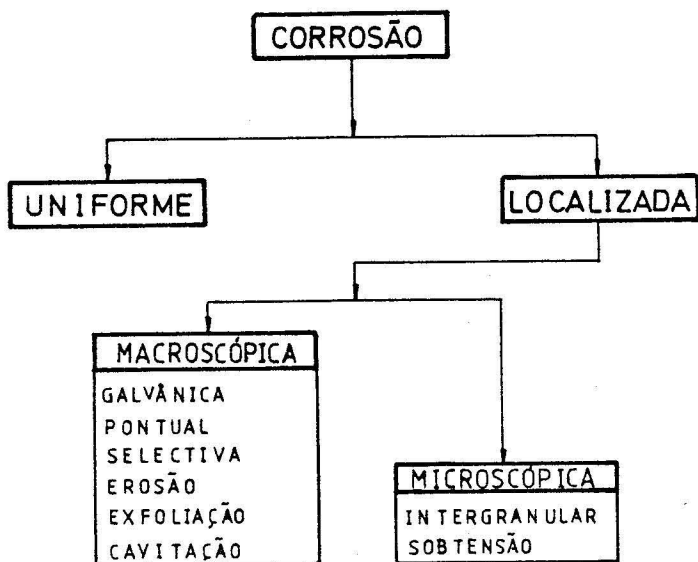 CORROSÃO
UNIFORME
LOCALIZADA
MACROSCÓPICA
GALVÂNICA
PONTUAL
SELECTIVA
EROSÃO
EXFOLIAÇÃO
CAVITAÇÃO
MICROSCÓPICA
INTERGRANULAR
SOBTENSÃO